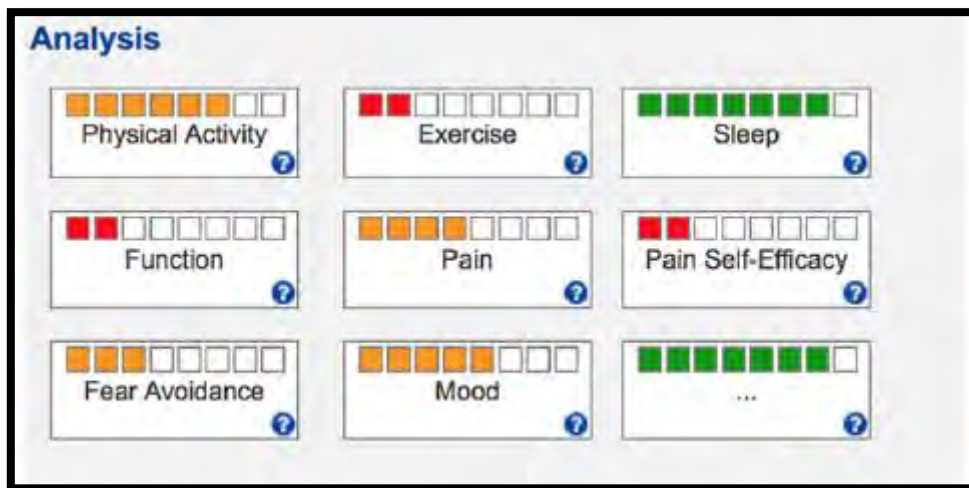 Analysis
Physical Activity
?
Exercise
?
Sleep
?
Function
?
Pain
?
Pain Self-Efficacy
?
Fear Avoidance
?
Mood
?
...
?